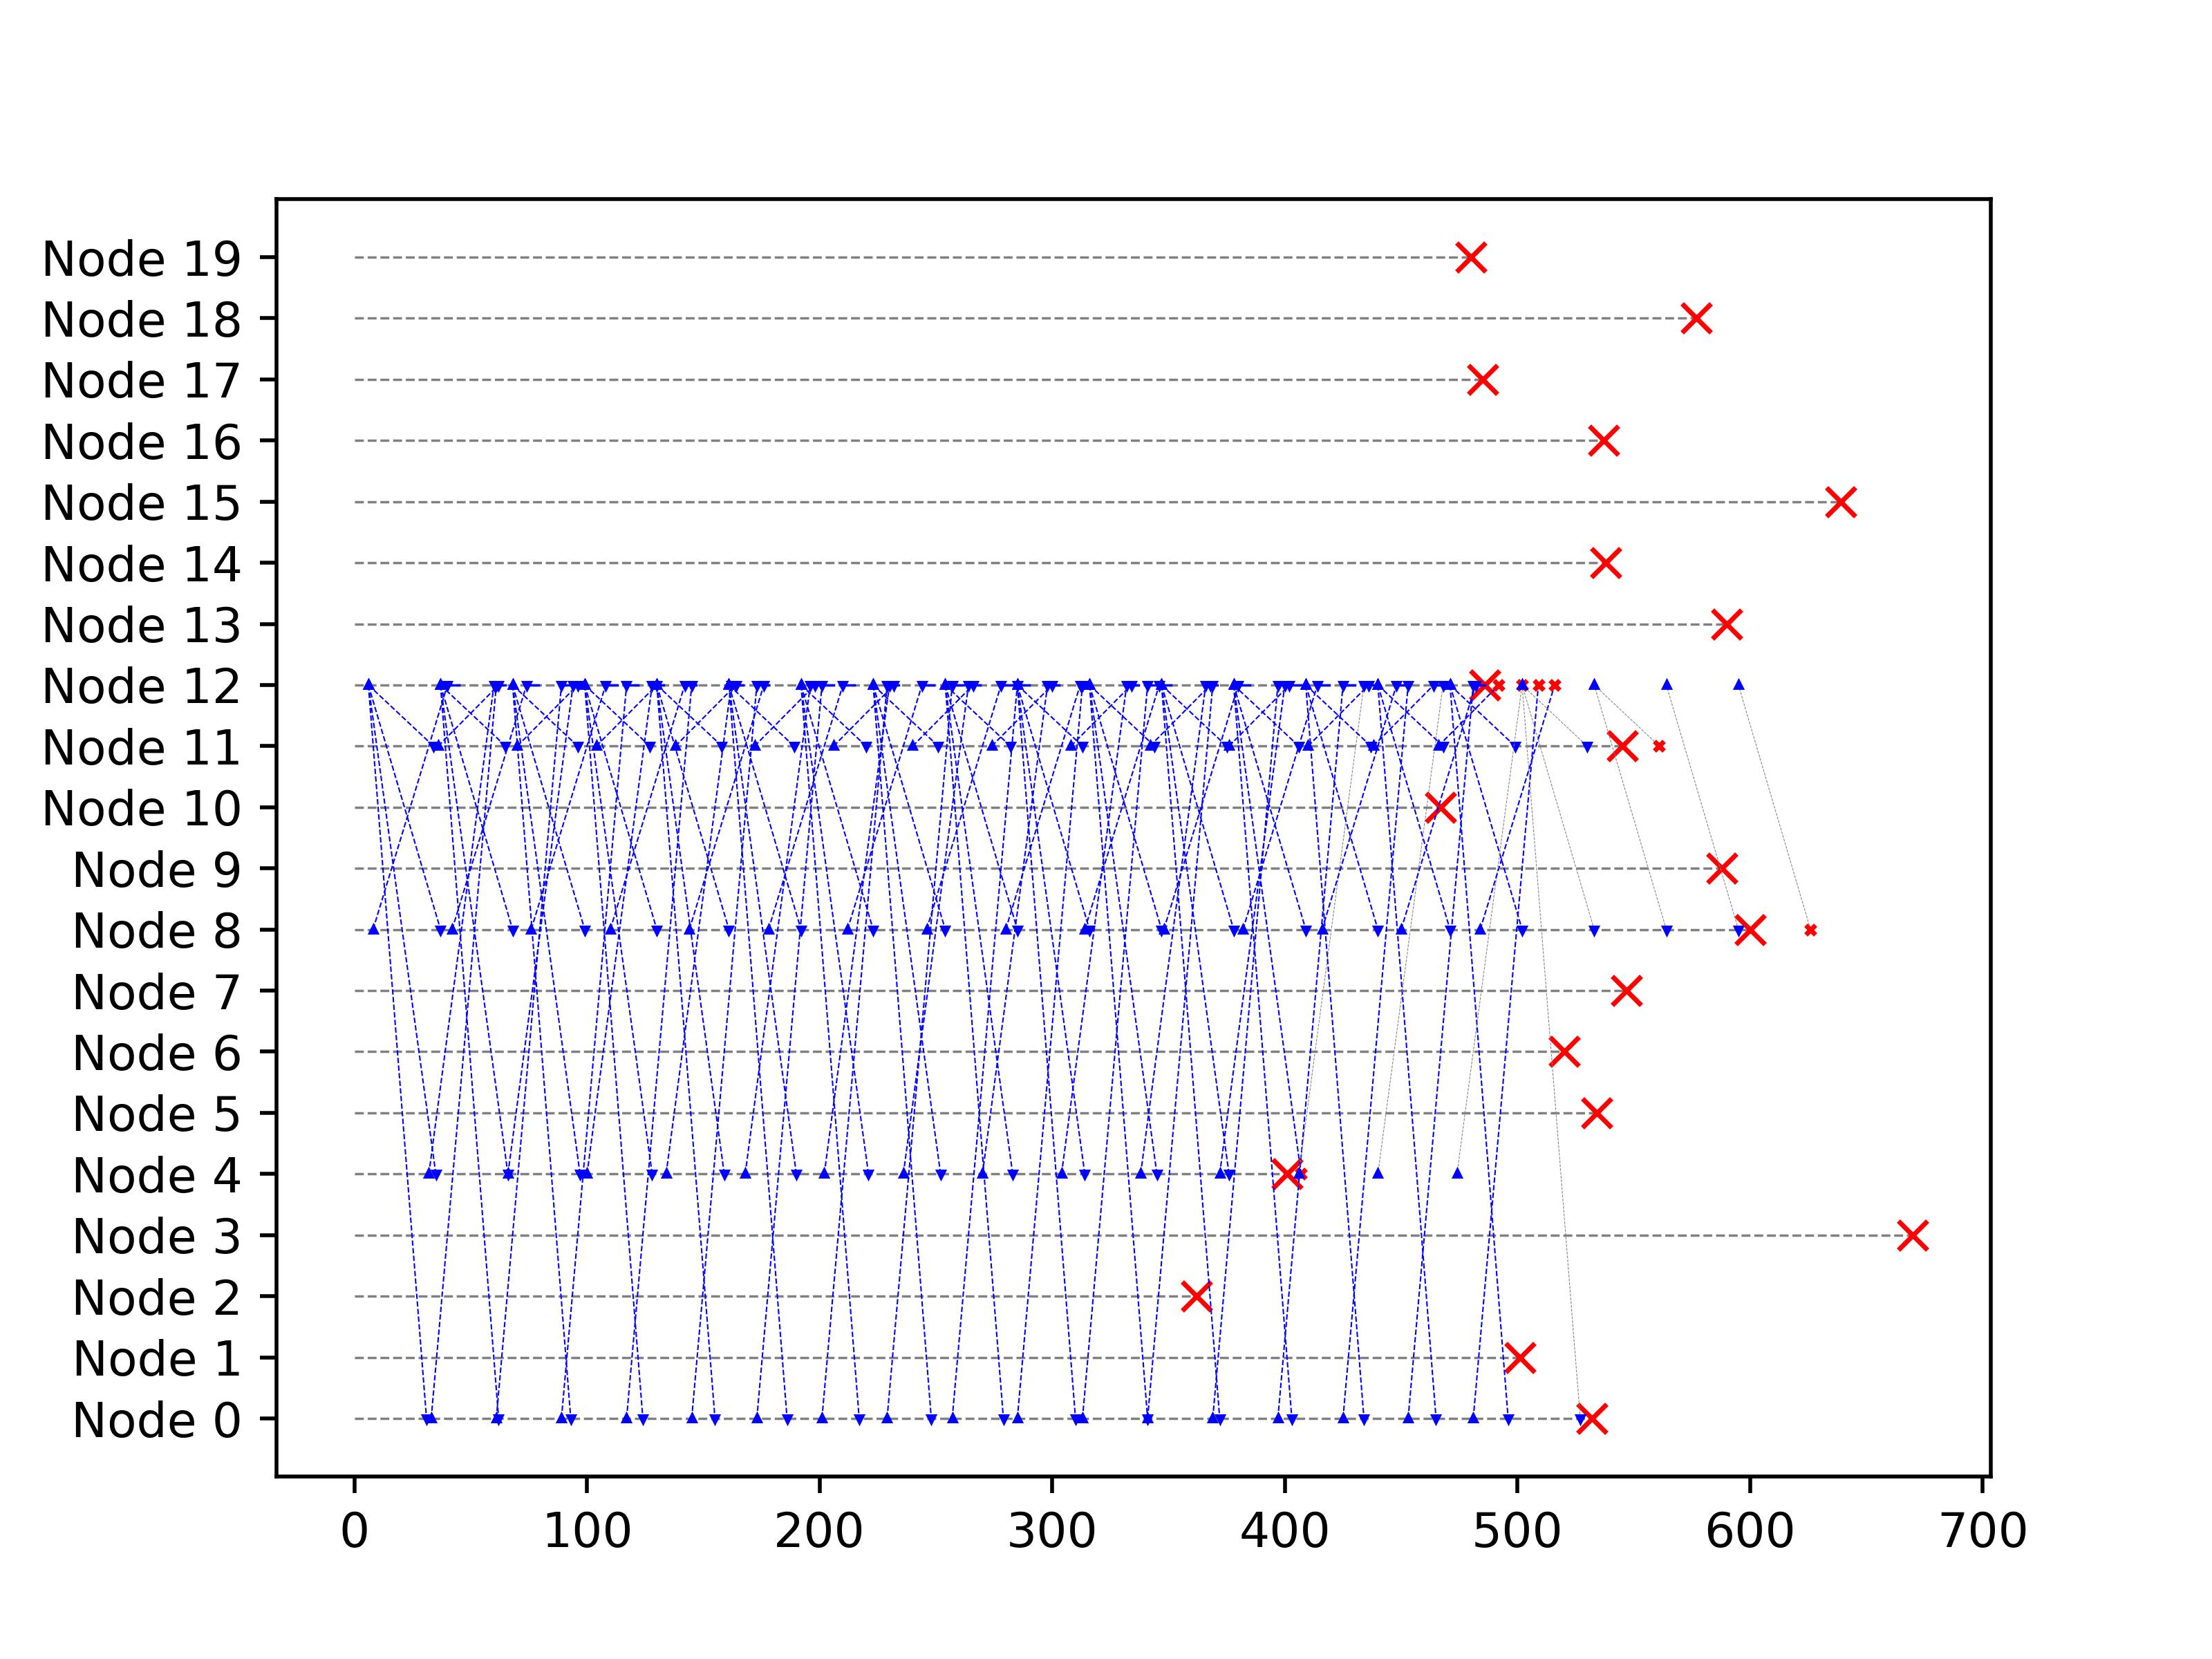 Node 19
Node 18
Node 17
Node 16
Node 15
Node 14
Node 13
Node 12
Node 11
Node 10
Node 9
Node 8
Node 7
Node 6
Node 5
Node 4
Node 3
Node 2
Node 1
Node 0
0 100 200 300 400 500 600 700